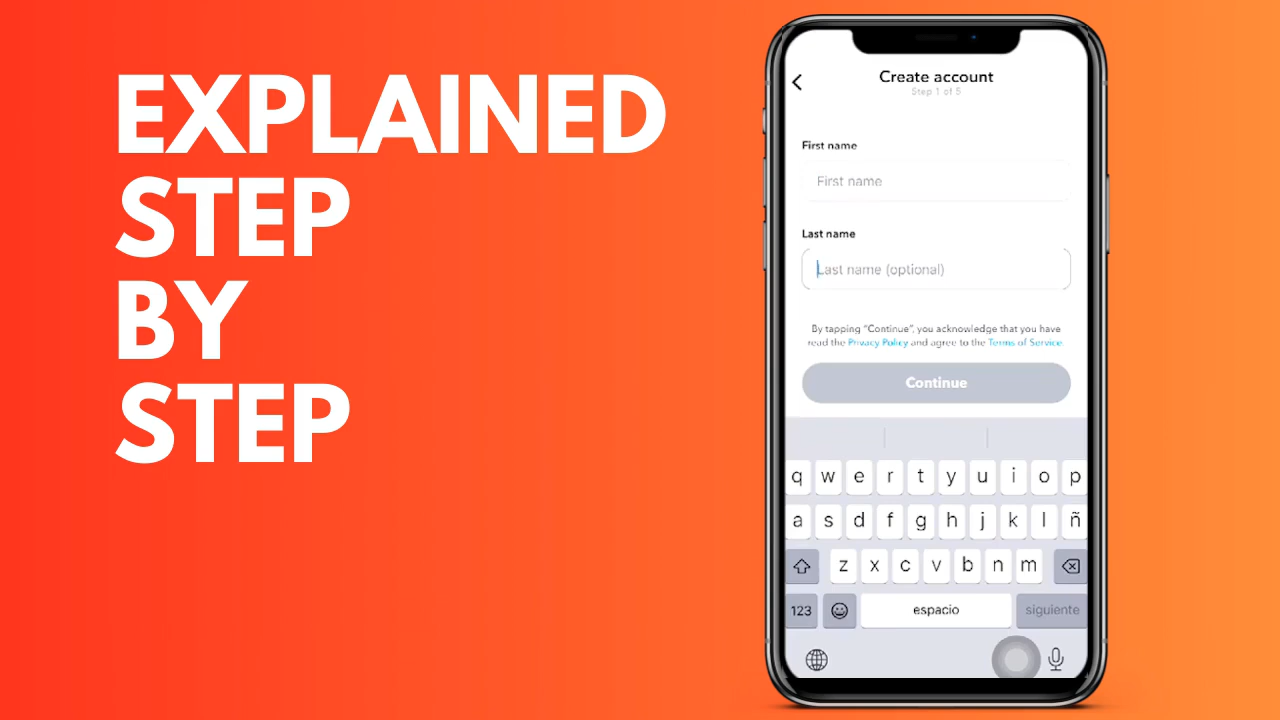 EXPLAINED
STEP
BY
STEP
Create account
Step 1 of 5
First name
First name
Last name
Last name (optional)
By tapping “Continue”, you acknowledge that you have
read the Privacy Policy and agree to the Terms of Service.
Continue
q w e r t y u i o p
a s d f g h j k l ñ
z x c v b n m
123 espacio siguiente